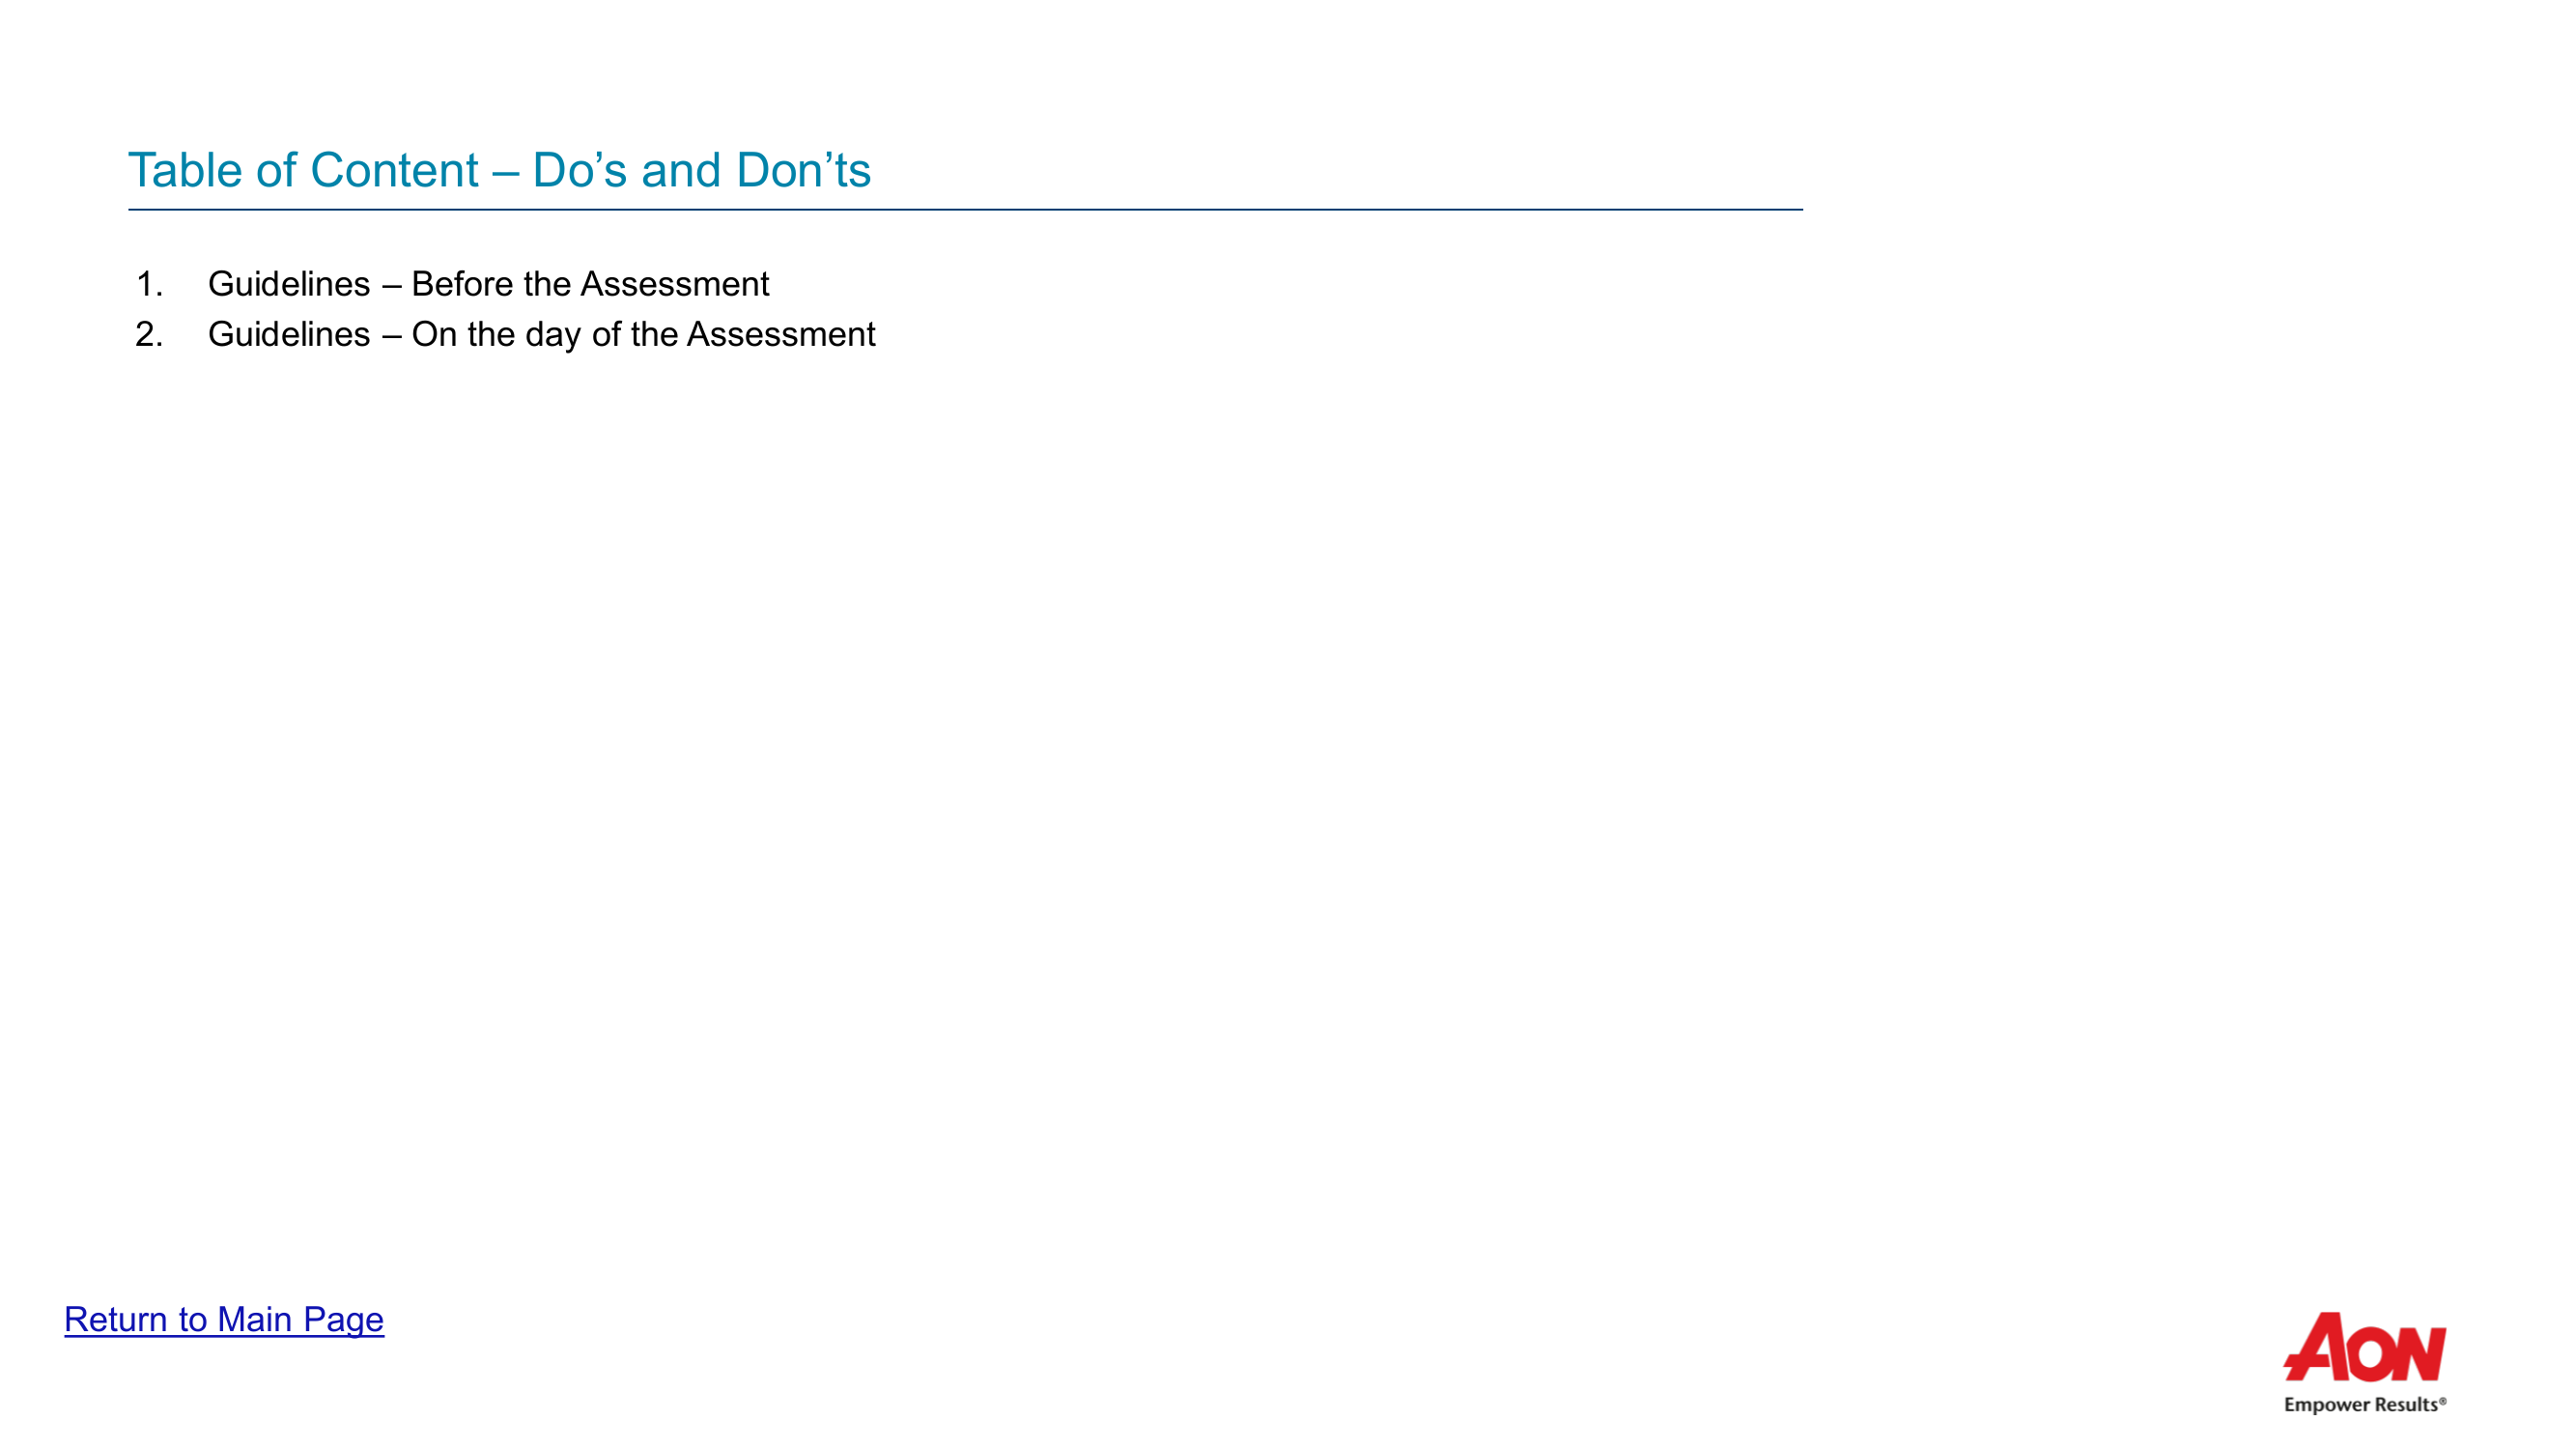 Table of Content – Do’s and Don’ts
1. Guidelines – Before the Assessment
2. Guidelines – On the day of the Assessment
Return to Main Page
AON
Empower Results®